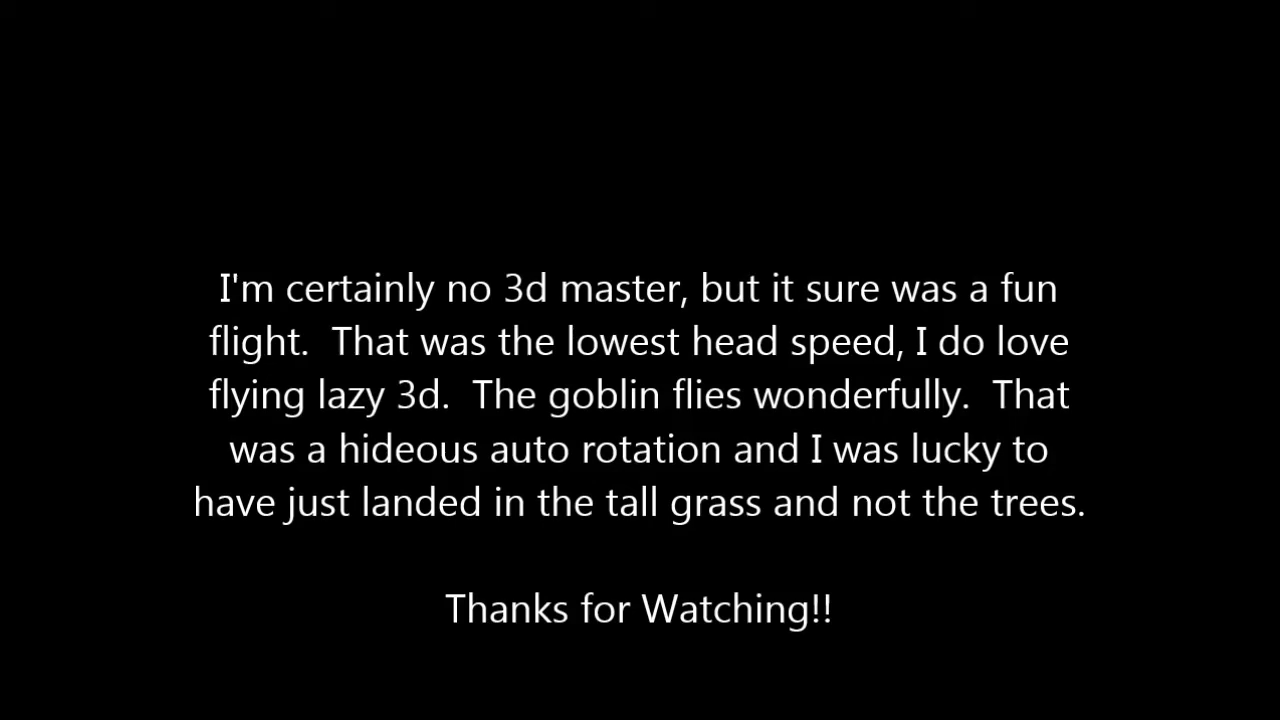 I'm certainly no 3d master, but it sure was a fun
flight.  That was the lowest head speed, I do love
flying lazy 3d.  The goblin flies wonderfully.  That
was a hideous auto rotation and I was lucky to
have just landed in the tall grass and not the trees.
Thanks for Watching!!